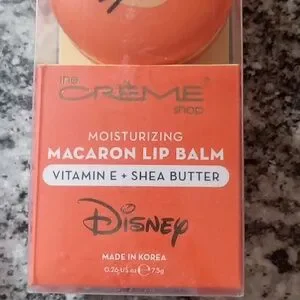 the
CRÈME
shop
MOISTURIZING
MACARON LIP BALM
VITAMIN E + SHEA BUTTER
Disney
MADE IN KOREA
0.26 US oz ℮ 7.5g